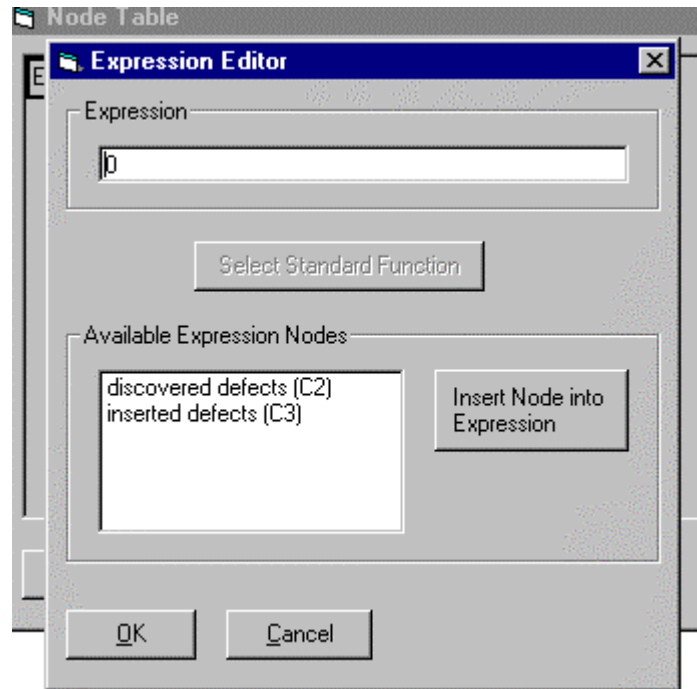 Node Table
E
Expression Editor
Expression
0
Select Standard Function
Available Expression Nodes
discovered defects (C2)
inserted defects (C3)
Insert Node into
Expression
OK
Cancel